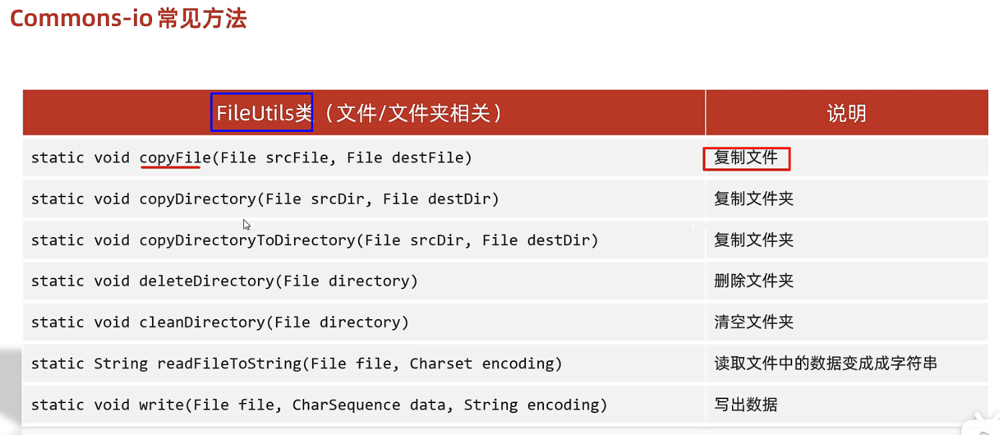 Commons-io 常见方法
FileUtils类（文件/文件夹相关）
说明
static void copyFile(File srcFile, File destFile)
复制文件
static void copyDirectory(File srcDir, File destDir)
复制文件夹
static void copyDirectoryToDirectory(File srcDir, File destDir)
复制文件夹
static void deleteDirectory(File directory)
删除文件夹
static void cleanDirectory(File directory)
清空文件夹
static String readFileToString(File file, Charset encoding)
读取文件中的数据变成成字符串
static void write(File file, CharSequence data, String encoding)
写出数据